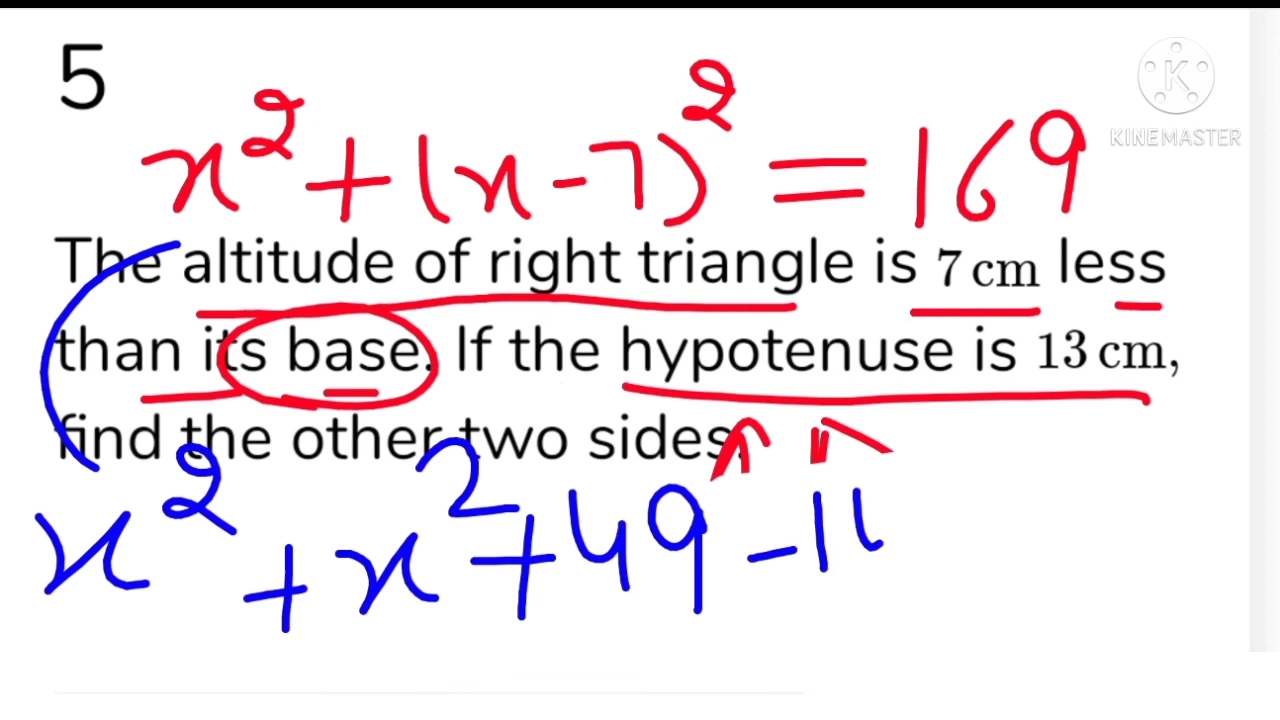 5
x² + (x - 7)² = 169
KINEMASTER
The altitude of right triangle is 7 cm less
than its base. If the hypotenuse is 13 cm,
find the other two sides.
x² + x² + 49 -